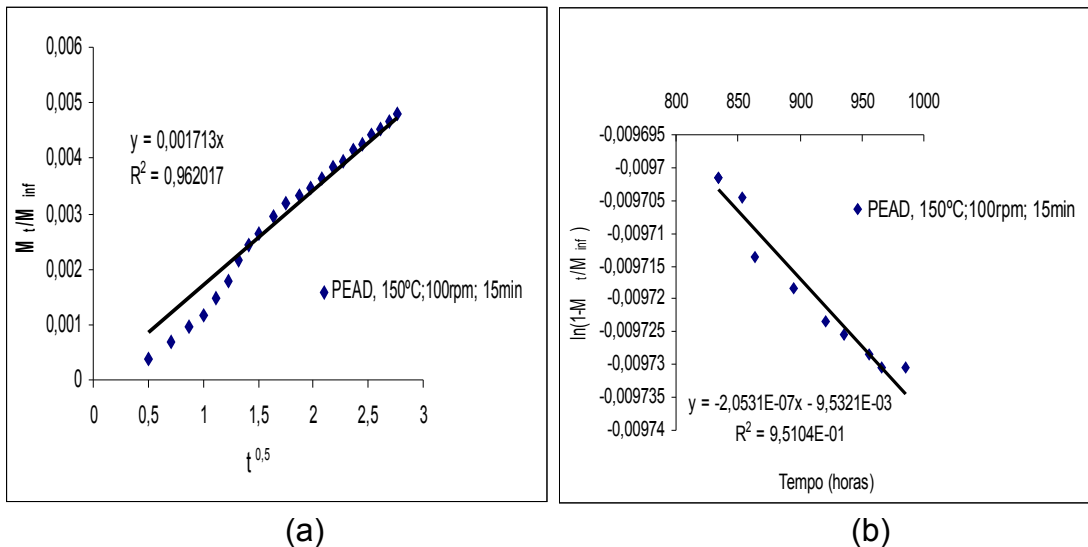 0,006
0,005
0,004
0,003
0,002
0,001
0
M t/M inf
y = 0,001713x
R2 = 0,962017
PEAD, 150ºC;100rpm; 15min
0 0,5 1 1,5 2 2,5 3
t 0,5
(a)
800 850 900 950 1000
-0,009695
-0,0097
-0,009705
-0,00971
-0,009715
-0,00972
-0,009725
-0,00973
-0,009735
-0,00974
ln(1-M t/M inf)
PEAD, 150ºC;100rpm; 15min
y = -2,0531E-07x - 9,5321E-03
R2 = 9,5104E-01
Tempo (horas)
(b)